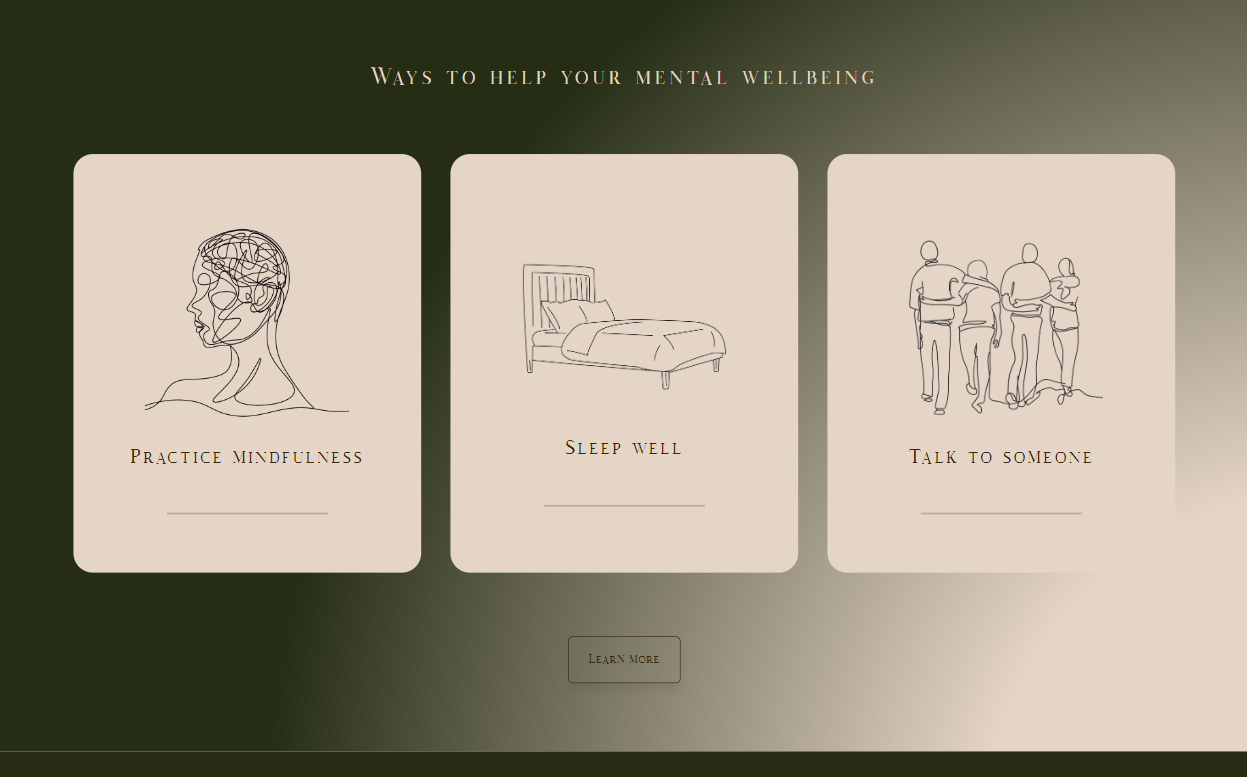 Ways to help your mental wellbeing
Practice mindfulness
Sleep well
Talk to someone
Learn More